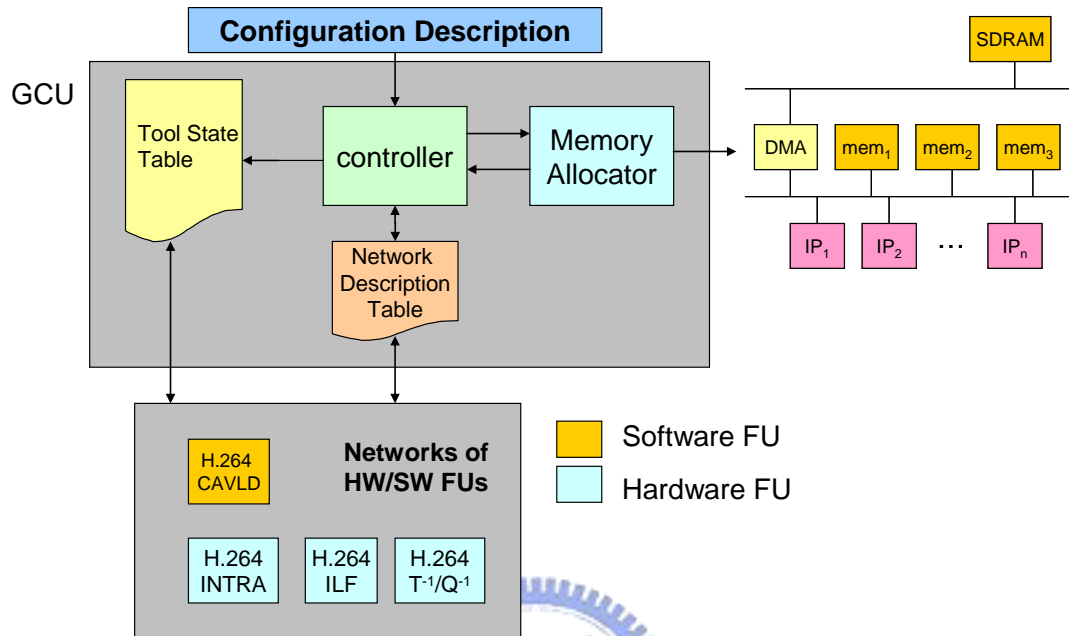 Configuration Description
SDRAM
GCU
Tool State
Table
controller
Memory
Allocator
DMA
mem₁
mem₂
mem₃
Network
Description
Table
IP₁
IP₂
...
IPₙ
Networks of
HW/SW FUs
H.264
CAVLD
Software FU
Hardware FU
H.264
INTRA
H.264
ILF
H.264
T⁻¹/Q⁻¹